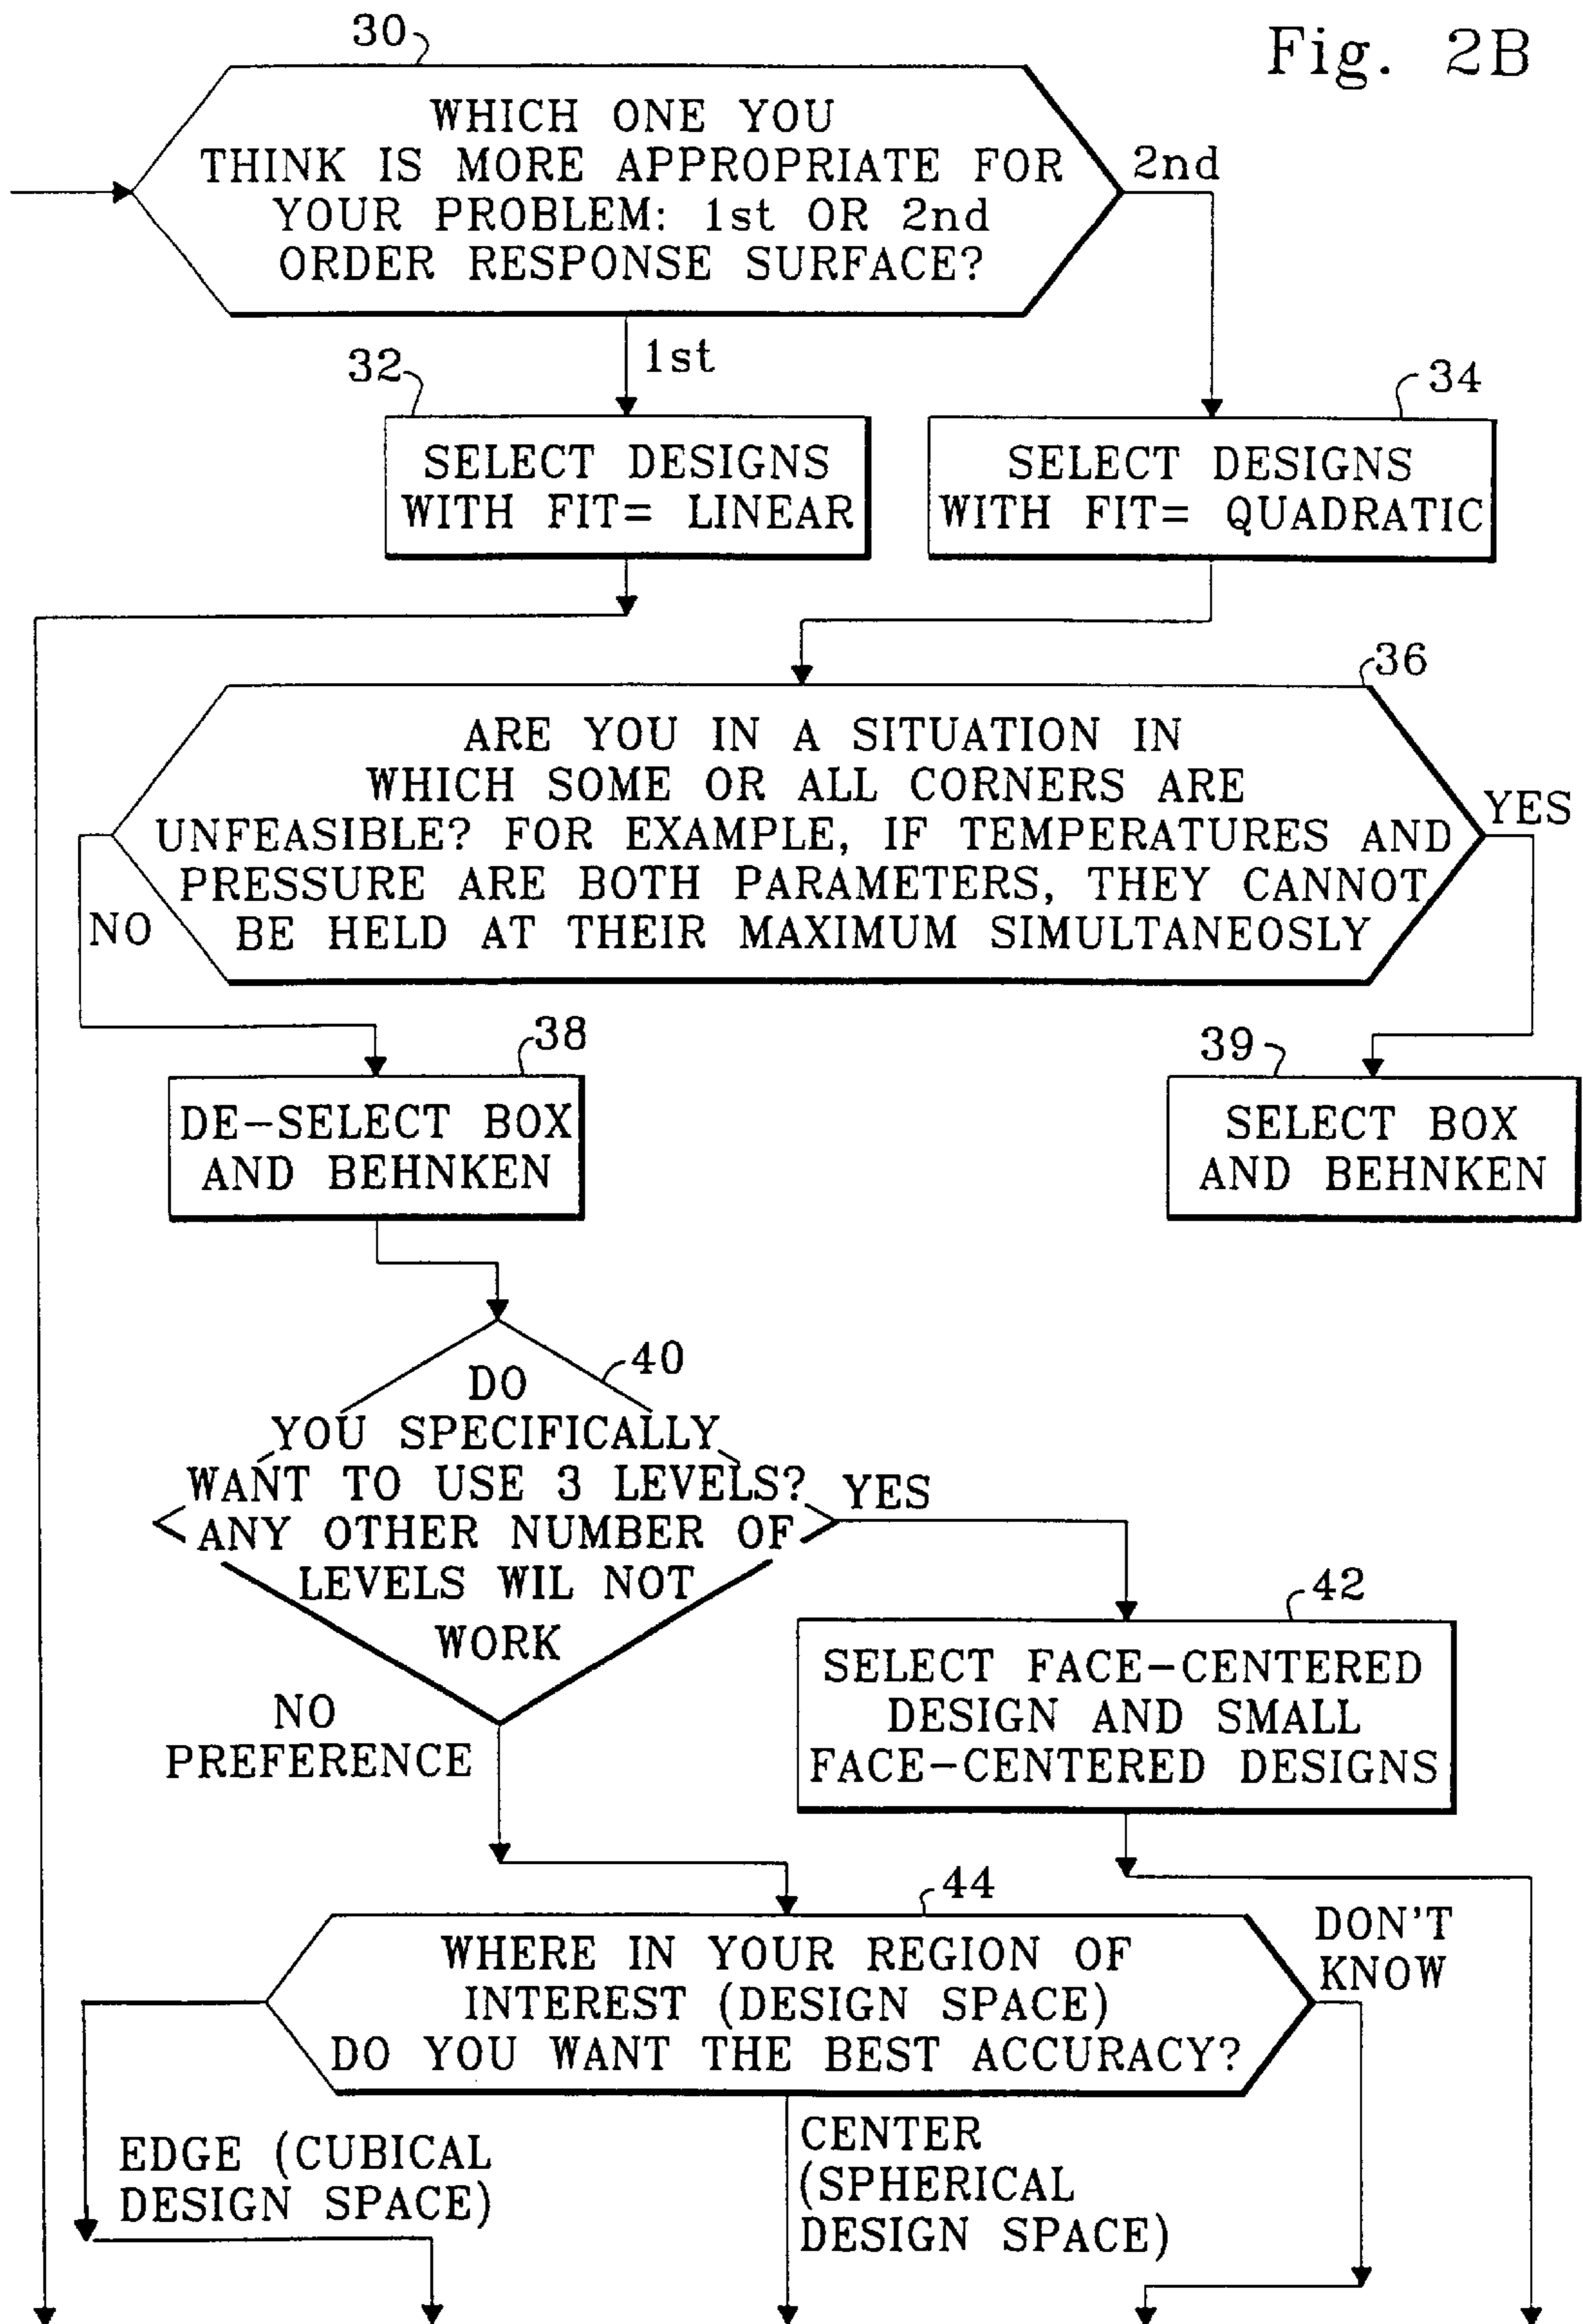 Fig. 2B
30
WHICH ONE YOU
THINK IS MORE APPROPRIATE FOR
YOUR PROBLEM: 1st OR 2nd
ORDER RESPONSE SURFACE?
2nd
1st
32
SELECT DESIGNS
WITH FIT= LINEAR
34
SELECT DESIGNS
WITH FIT= QUADRATIC
36
ARE YOU IN A SITUATION IN
WHICH SOME OR ALL CORNERS ARE
UNFEASIBLE? FOR EXAMPLE, IF TEMPERATURES AND
PRESSURE ARE BOTH PARAMETERS, THEY CANNOT
BE HELD AT THEIR MAXIMUM SIMULTANEOSLY
YES
NO
38
DE-SELECT BOX
AND BEHNKEN
39
SELECT BOX
AND BEHNKEN
40
DO
YOU SPECIFICALLY
WANT TO USE 3 LEVELS?
ANY OTHER NUMBER OF
LEVELS WIL NOT
WORK
YES
NO
PREFERENCE
42
SELECT FACE-CENTERED
DESIGN AND SMALL
FACE-CENTERED DESIGNS
44
WHERE IN YOUR REGION OF
INTEREST (DESIGN SPACE)
DO YOU WANT THE BEST ACCURACY?
DON'T
KNOW
EDGE (CUBICAL
DESIGN SPACE)
CENTER
(SPHERICAL
DESIGN SPACE)